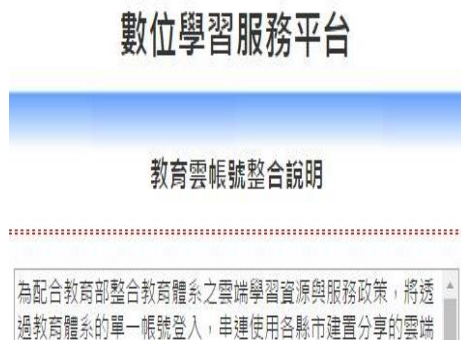 數位學習服務平台
教育雲帳號整合說明
為配合教育部整合教育體系之雲端學習資源與服務政策，將透
過教育體系的單一帳號登入，串連使用各縣市建置分享的雲端